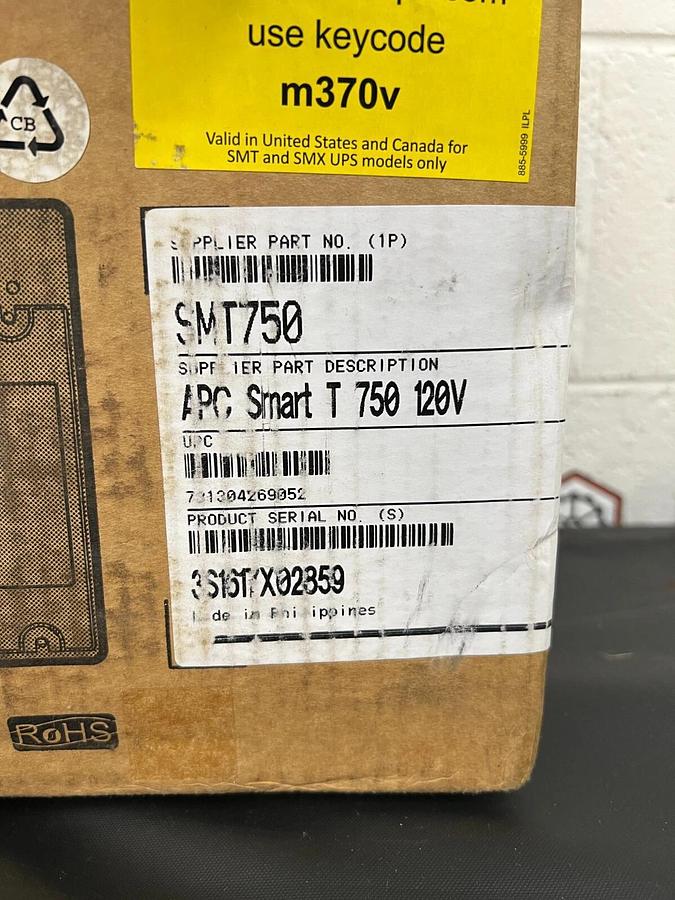 use keycode
m370v
Valid in United States and Canada for
SMT and SMX UPS models only
885-5999 ILPL
CB
SUPPLIER PART NO. (1P)
SMT750
SUPPLIER PART DESCRIPTION
APC Smart T 750 120V
UPC
PRODUCT SERIAL NO. (S)
Made in Philippines
RoHS